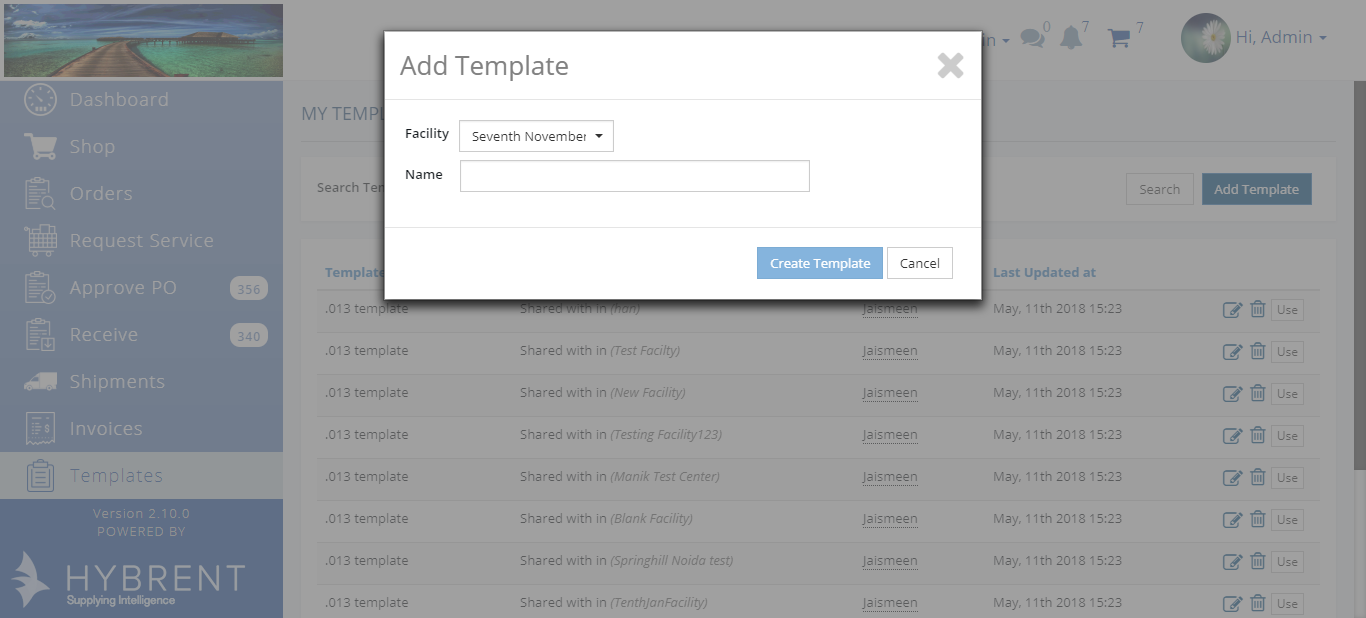 in
0
7
7
Hi, Admin
Dashboard
Shop
Orders
Request Service
Approve PO 356
Receive 340
Shipments
Invoices
Templates
Version 2.10.0
POWERED BY
HYBRENT
Supplying Intelligence
MY TEMPL
Search Ten
Search
Add Template
Add Template
Facility Seventh November
Name
Create Template Cancel
Template Last Updated at
.013 template Shared with in (han) Jaismeen May, 11th 2018 15:23 Use
.013 template Shared with in (Test Facilty) Jaismeen May, 11th 2018 15:23 Use
.013 template Shared with in (New Facility) Jaismeen May, 11th 2018 15:23 Use
.013 template Shared with in (Testing Facility123) Jaismeen May, 11th 2018 15:23 Use
.013 template Shared with in (Manik Test Center) Jaismeen May, 11th 2018 15:23 Use
.013 template Shared with in (Blank Facility) Jaismeen May, 11th 2018 15:23 Use
.013 template Shared with in (Springhill Noida test) Jaismeen May, 11th 2018 15:23 Use
.013 template Shared with in (TenthJanFacility) Jaismeen May, 11th 2018 15:23 Use